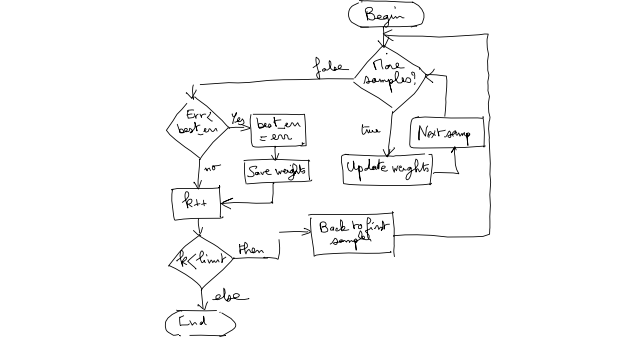 Begin
More
samples?
false
true
Next samp
Update weights
Err<
best_err
Yes
best_err
= err
Save weights
no
k++
k<limit
then
Back to first
sample
else
End